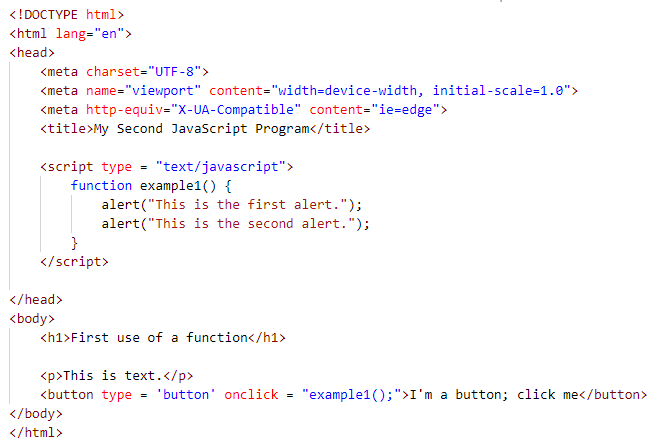 <!DOCTYPE html>
<html lang="en">
<head>
    <meta charset="UTF-8">
    <meta name="viewport" content="width=device-width, initial-scale=1.0">
    <meta http-equiv="X-UA-Compatible" content="ie=edge">
    <title>My Second JavaScript Program</title>
    <script type = "text/javascript">
        function example1() {
            alert("This is the first alert.");
            alert("This is the second alert.");
        }
    </script>
</head>
<body>
    <h1>First use of a function</h1>
    <p>This is text.</p>
    <button type = 'button' onclick = "example1();">I'm a button; click me</button>
</body>
</html>